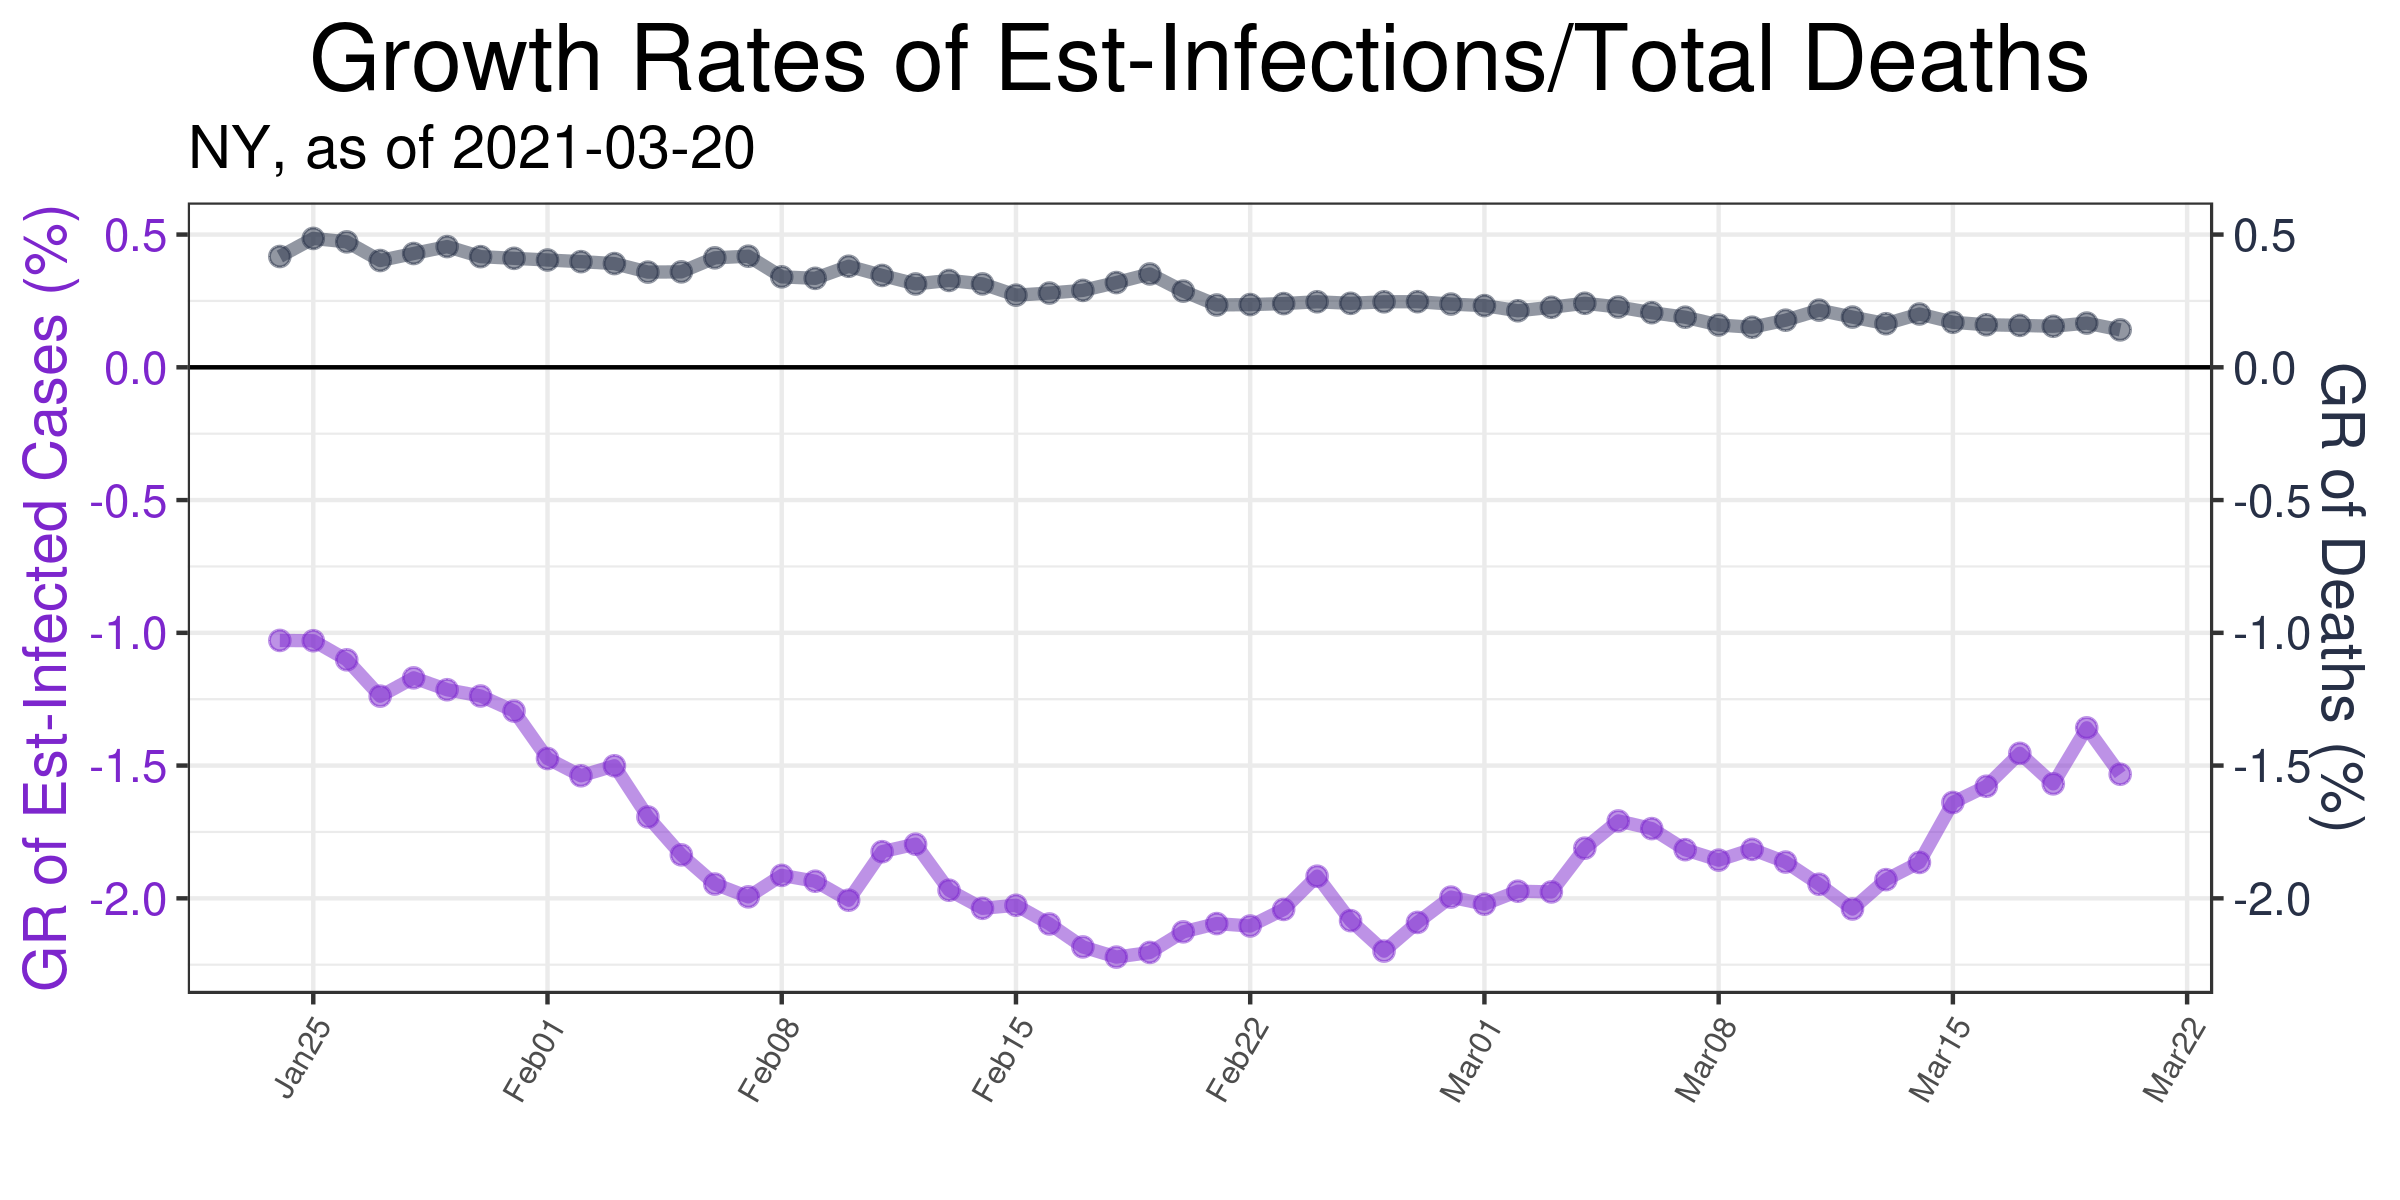 Growth Rates of Est-Infections/Total Deaths
NY, as of 2021-03-20
GR of Est-Infected Cases (%)
0.5
0.0
-0.5
-1.0
-1.5
-2.0
0.5
0.0
-0.5
-1.0
-1.5
-2.0
GR of Deaths (%)
Jan25
Feb01
Feb08
Feb15
Feb22
Mar01
Mar08
Mar15
Mar22